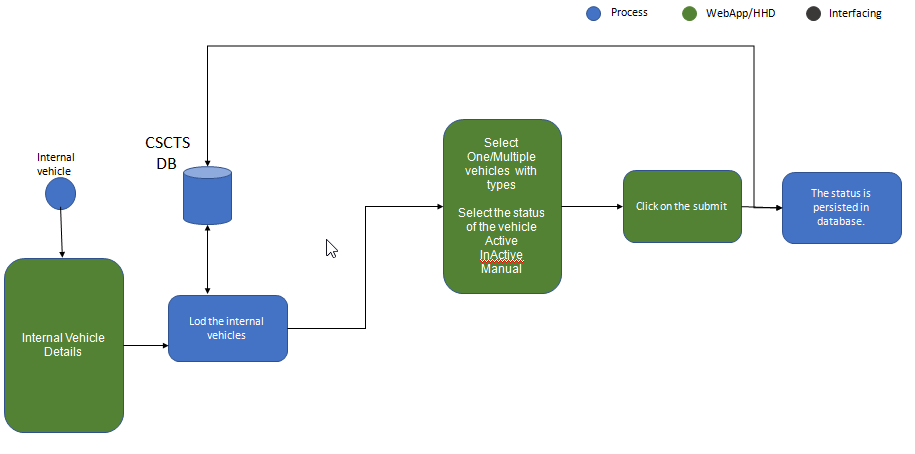 Process
WebApp/HHD
Interfacing
CSCTS
DB
Internal
vehicle
Internal Vehicle
Details
Lod the internal
vehicles
Select
One/Multiple
vehicles with
types
Select the status
of the vehicle
Active
InActive
Manual
Click on the submit
The status is
persisted in
database.